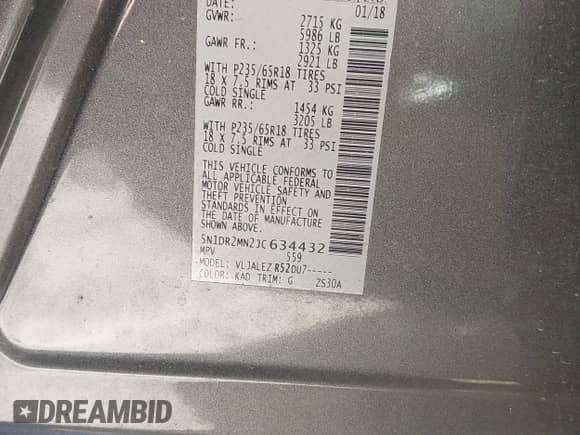 DATE: 01/18
GVWR: 2715 KG
5986 LB
GAWR FR.: 1325 KG
2921 LB
WITH P235/65R18 TIRES
18 X 7.5 RIMS AT 33 PSI
COLD SINGLE
GAWR RR.: 1454 KG
3205 LB
WITH P235/65R18 TIRES
18 X 7.5 RIMS AT 33 PSI
COLD SINGLE
THIS VEHICLE CONFORMS TO
ALL APPLICABLE FEDERAL
MOTOR VEHICLE SAFETY AND
THEFT PREVENTION
STANDARDS IN EFFECT ON
THE DATE OF MANUFACTURE
SHOWN ABOVE.
5N1DR2MN2JC634432
MPV 559
MODEL: VLJALEZ R52DU7-----
COLOR: KAD TRIM: G ZS30A
DREAMBID